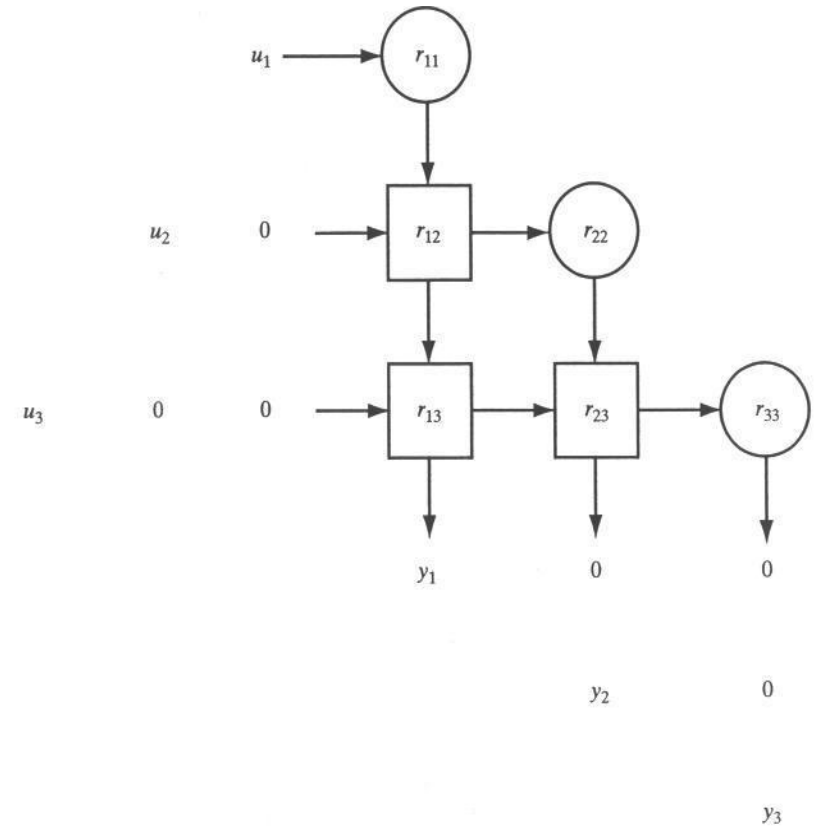 u₁ r₁₁
u₂ 0 r₁₂ r₂₂
u₃ 0 0 r₁₃ r₂₃ r₃₃
y₁ 0 0
y₂ 0
y₃